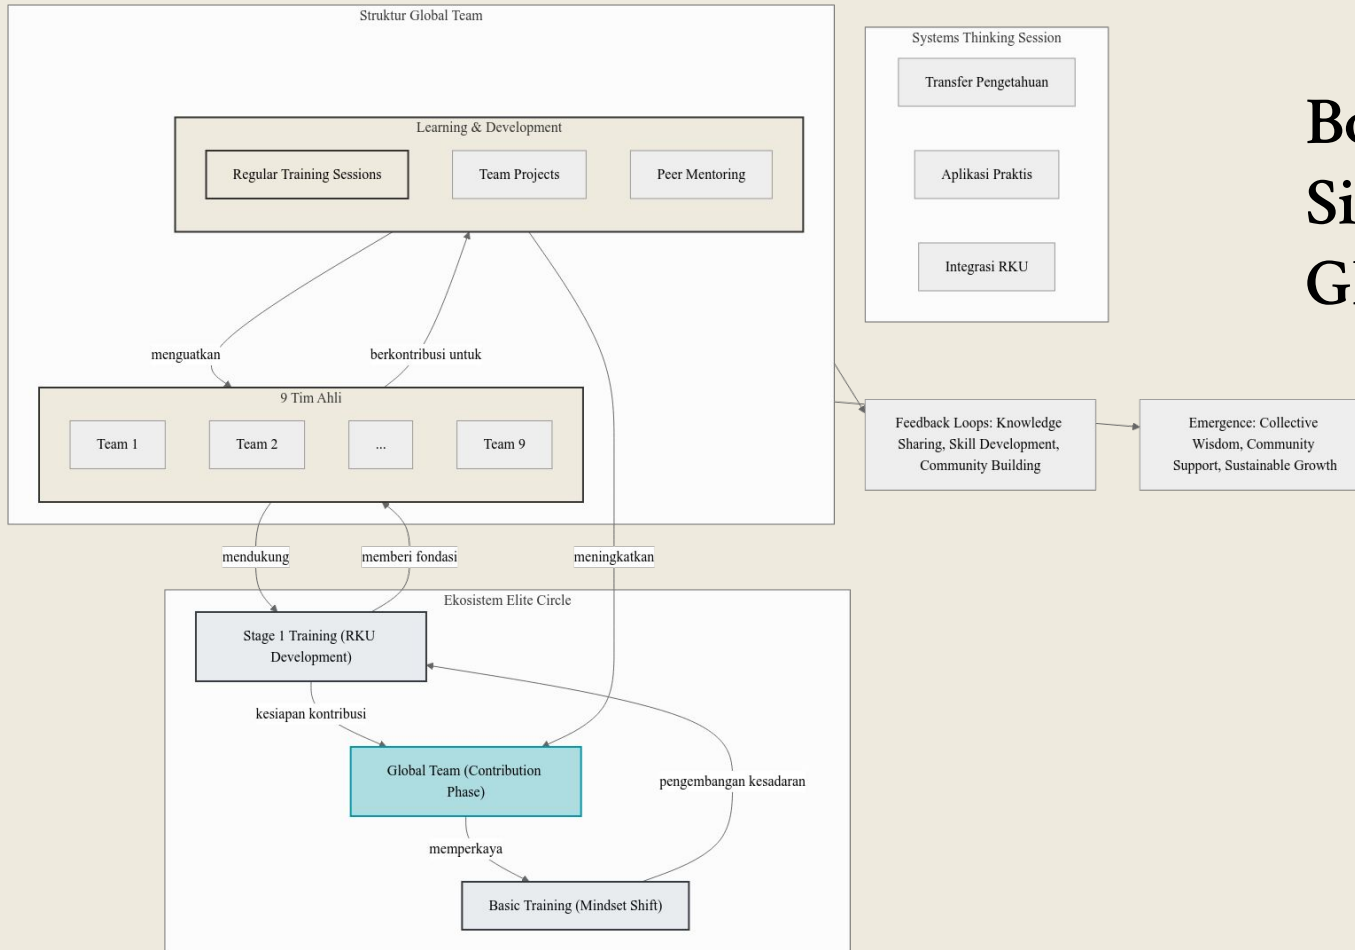 Struktur Global Team
Learning & Development
Regular Training Sessions
Team Projects
Peer Mentoring
menguatkan
berkontribusi untuk
9 Tim Ahli
Team 1
Team 2
...
Team 9
mendukung
memberi fondasi
meningkatkan
Ekosistem Elite Circle
Stage 1 Training (RKU
Development)
kesiapan kontribusi
Global Team (Contribution
Phase)
pengembangan kesadaran
memperkaya
Basic Training (Mindset Shift)
Systems Thinking Session
Transfer Pengetahuan
Aplikasi Praktis
Integrasi RKU
Feedback Loops: Knowledge
Sharing, Skill Development,
Community Building
Emergence: Collective
Wisdom, Community
Support, Sustainable Growth